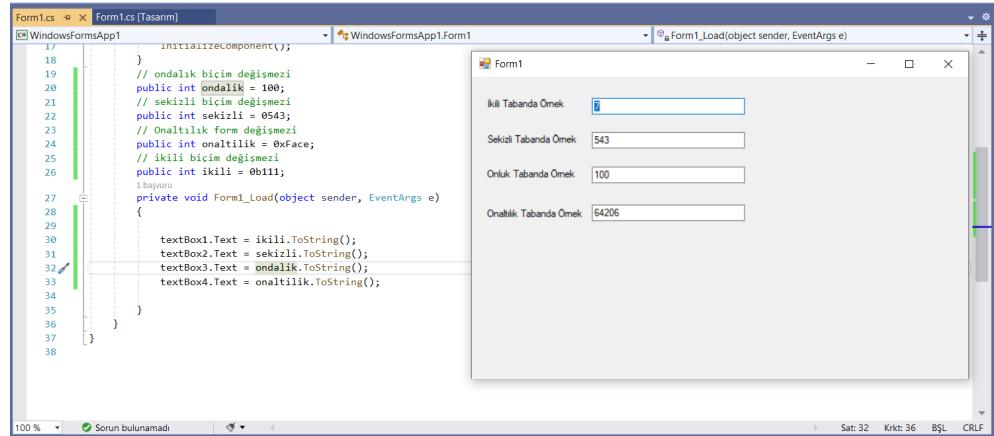 Form1.cs Form1.cs [Tasarım]
WindowsFormsApp1 WindowsFormsApp1.Form1 Form1_Load(object sender, EventArgs e)
17 InitializeComponent();
18 }
19 // ondalık biçim değişmezi
20 public int ondalik = 100;
21 // sekizli biçim değişmezi
22 public int sekizli = 0543;
23 // Onaltılık form değişmezi
24 public int onaltilik = 0xFace;
25 // ikili biçim değişmezi
26 public int ikili = 0b111;
1 başvuru
27 private void Form1_Load(object sender, EventArgs e)
28 {
29
30 textBox1.Text = ikili.ToString();
31 textBox2.Text = sekizli.ToString();
32 textBox3.Text = ondalik.ToString();
33 textBox4.Text = onaltilik.ToString();
34
35 }
36 }
37 }
38
Form1
İkili Tabanda Örnek 7
Sekizli Tabanda Örnek 543
Onluk Tabanda Örnek 100
Onaltılık Tabanda Örnek 64206
100 % Sorun bulunamadı Sat: 32 Krkt: 36 BŞL CRLF